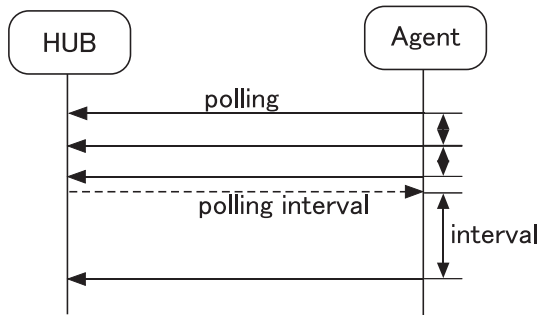 HUB
Agent
polling
polling interval
interval